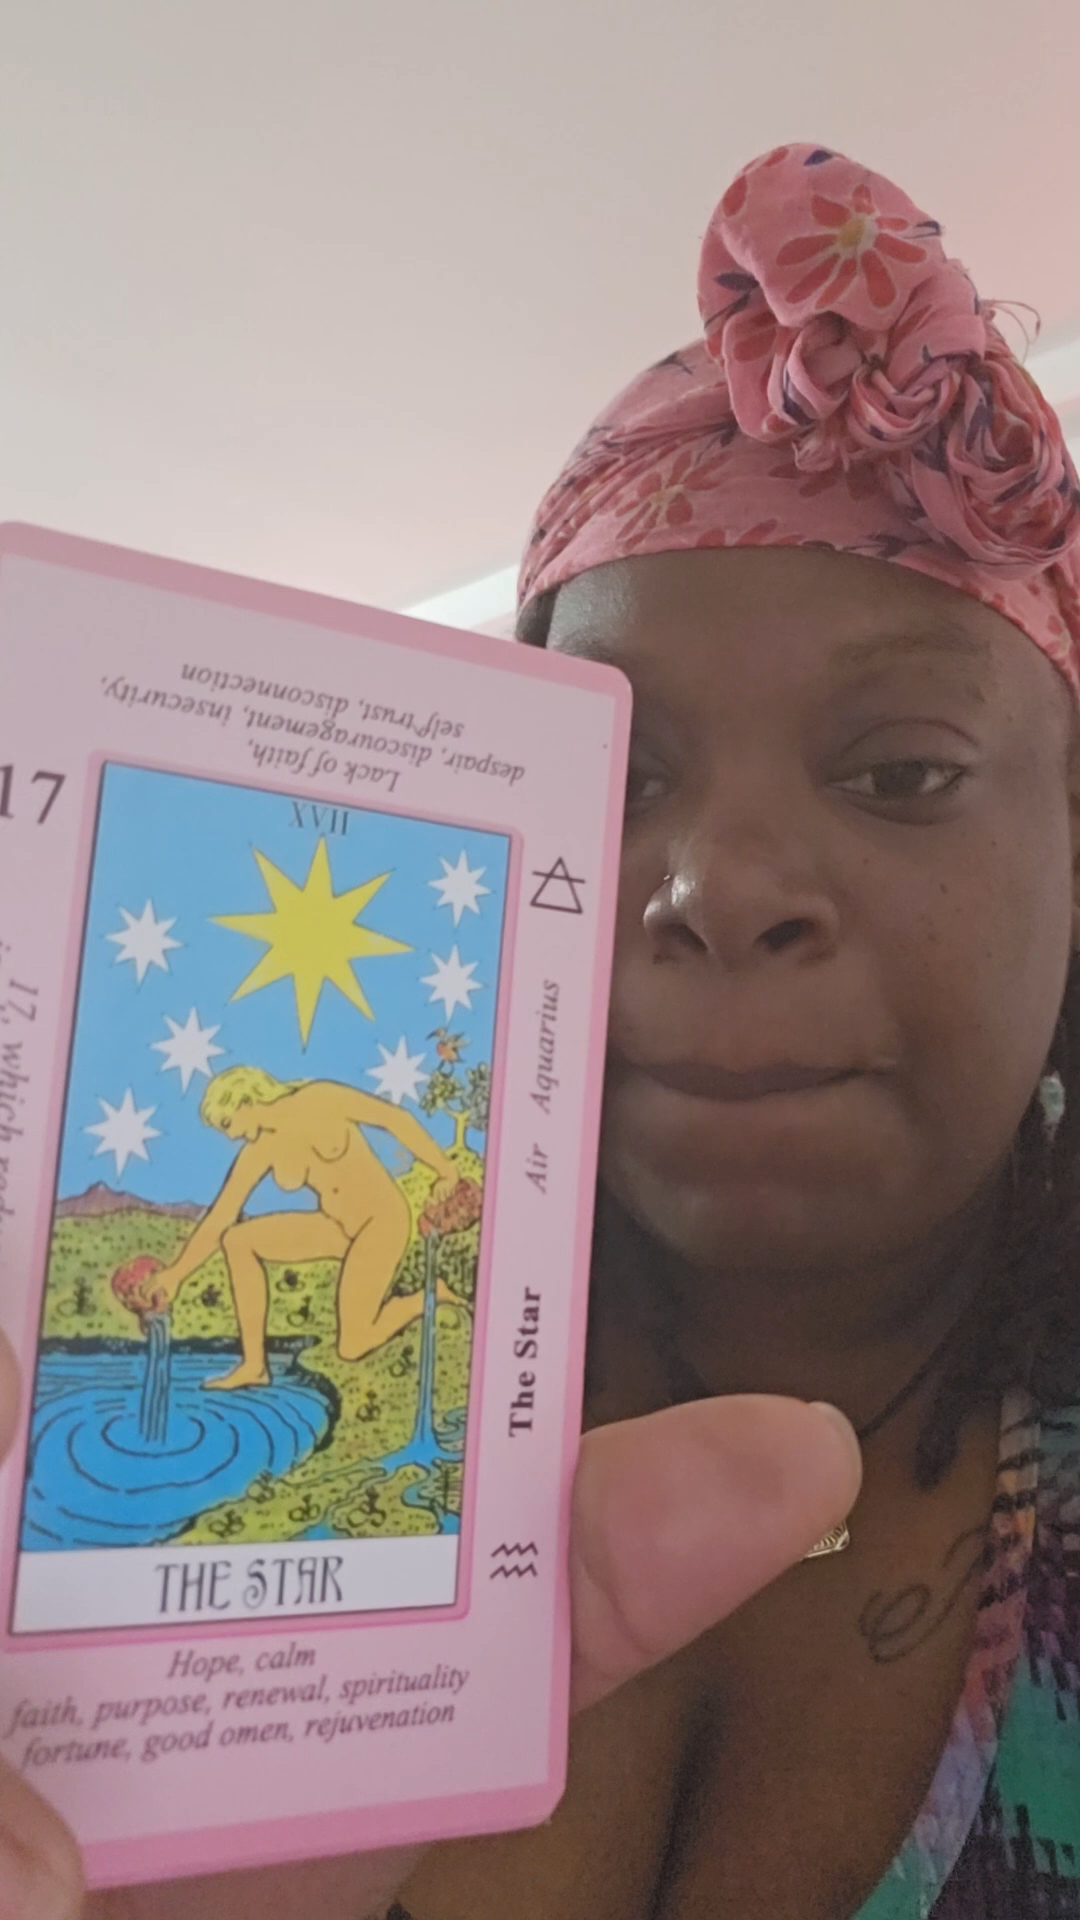 Lack of faith,
despair, discouragement, insecurity,
self trust, disconnection
17
XVII
THE STAR
Hope, calm
faith, purpose, renewal, spirituality
fortune, good omen, rejuvenation
The Star Air Aquarius
17, which